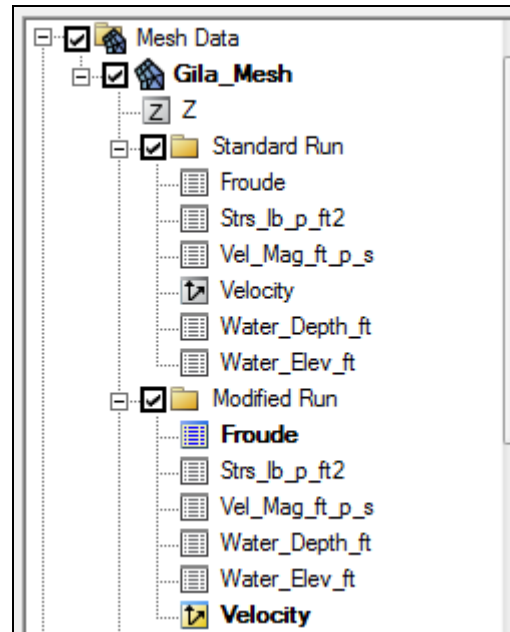 Mesh Data
Gila_Mesh
Z Z
Standard Run
Froude
Strs_lb_p_ft2
Vel_Mag_ft_p_s
Velocity
Water_Depth_ft
Water_Elev_ft
Modified Run
Froude
Strs_lb_p_ft2
Vel_Mag_ft_p_s
Water_Depth_ft
Water_Elev_ft
Velocity